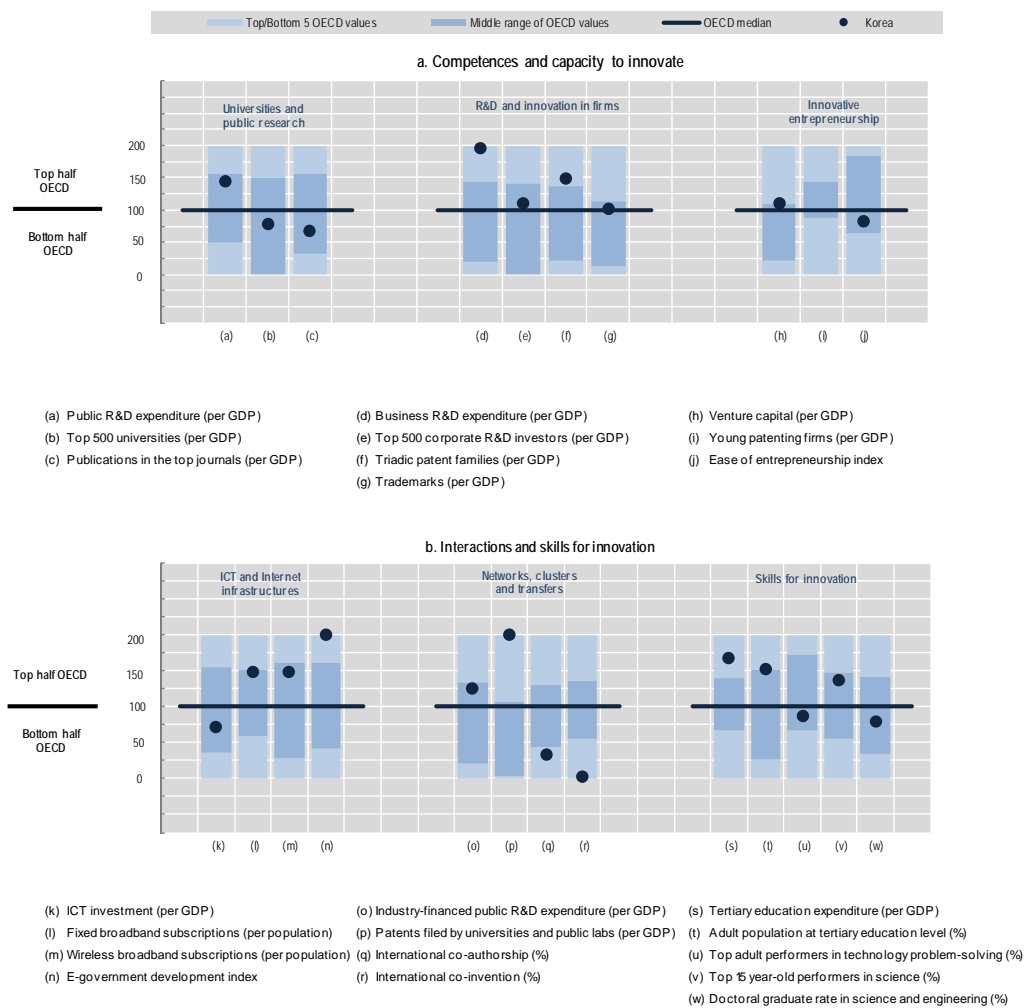 Top/Bottom 5 OECD values Middle range of OECD values OECD median Korea
a. Competences and capacity to innovate
Universities and
public research
R&D and innovation in firms
Innovative
entrepreneurship
Top half
OECD
Bottom half
OECD
200
150
100
50
0
(a) (b) (c) (d) (e) (f) (g) (h) (i) (j)
(a) Public R&D expenditure (per GDP)
(b) Top 500 universities (per GDP)
(c) Publications in the top journals (per GDP)
(d) Business R&D expenditure (per GDP)
(e) Top 500 corporate R&D investors (per GDP)
(f) Triadic patent families (per GDP)
(g) Trademarks (per GDP)
(h) Venture capital (per GDP)
(i) Young patenting firms (per GDP)
(j) Ease of entrepreneurship index
b. Interactions and skills for innovation
ICT and Internet
infrastructures
Networks, clusters
and transfers
Skills for innovation
Top half OECD
Bottom half
OECD
200
150
100
50
0
(k) (l) (m) (n) (o) (p) (q) (r) (s) (t) (u) (v) (w)
(k) ICT investment (per GDP)
(l) Fixed broadband subscriptions (per population)
(m) Wireless broadband subscriptions (per population)
(n) E-government development index
(o) Industry-financed public R&D expenditure (per GDP)
(p) Patents filed by universities and public labs (per GDP)
(q) International co-authorship (%)
(r) International co-invention (%)
(s) Tertiary education expenditure (per GDP)
(t) Adult population at tertiary education level (%)
(u) Top adult performers in technology problem-solving (%)
(v) Top 15 year-old performers in science (%)
(w) Doctoral graduate rate in science and engineering (%)